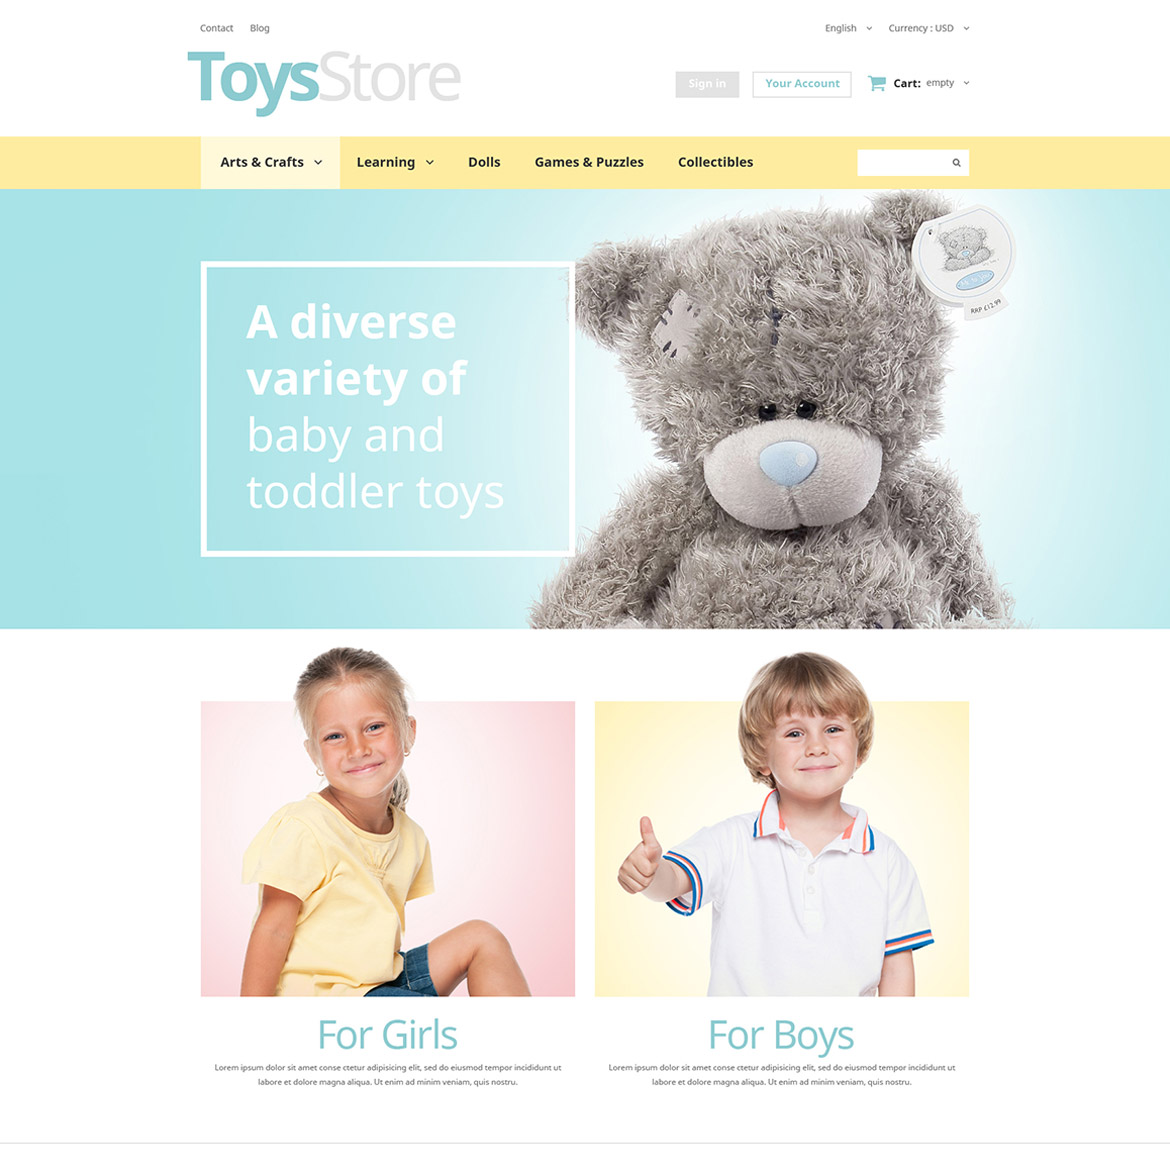 Contact Blog English Currency : USD
ToysStore
Sign in Your Account Cart: empty
Arts & Crafts Learning Dolls Games & Puzzles Collectibles
RRP £12.99
A diverse
variety of
baby and
toddler toys
For Girls
Lorem ipsum dolor sit amet conse ctetur adipisicing elit, sed do eiusmod tempor incididunt ut
labore et dolore magna aliqua. Ut enim ad minim veniam, quis nostru.
For Boys
Lorem ipsum dolor sit amet conse ctetur adipisicing elit, sed do eiusmod tempor incididunt ut
labore et dolore magna aliqua. Ut enim ad minim veniam, quis nostru.